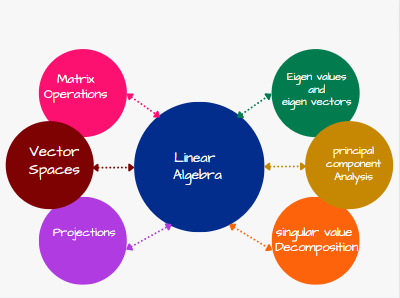 Matrix
Operations
Vector
Spaces
Projections
Linear
Algebra
Eigen values
and
eigen vectors
principal
component
Analysis
singular value
Decomposition